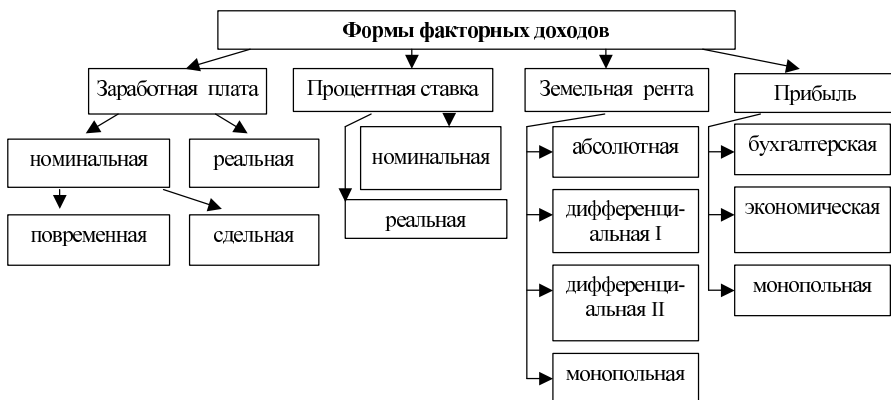 Формы факторных доходов
Заработная плата
Процентная ставка
Земельная рента
Прибыль
номинальная
реальная
номинальная
абсолютная
бухгалтерская
повременная
сдельная
реальная
дифференци-
альная I
экономическая
дифференци-
альная II
монопольная
монопольная